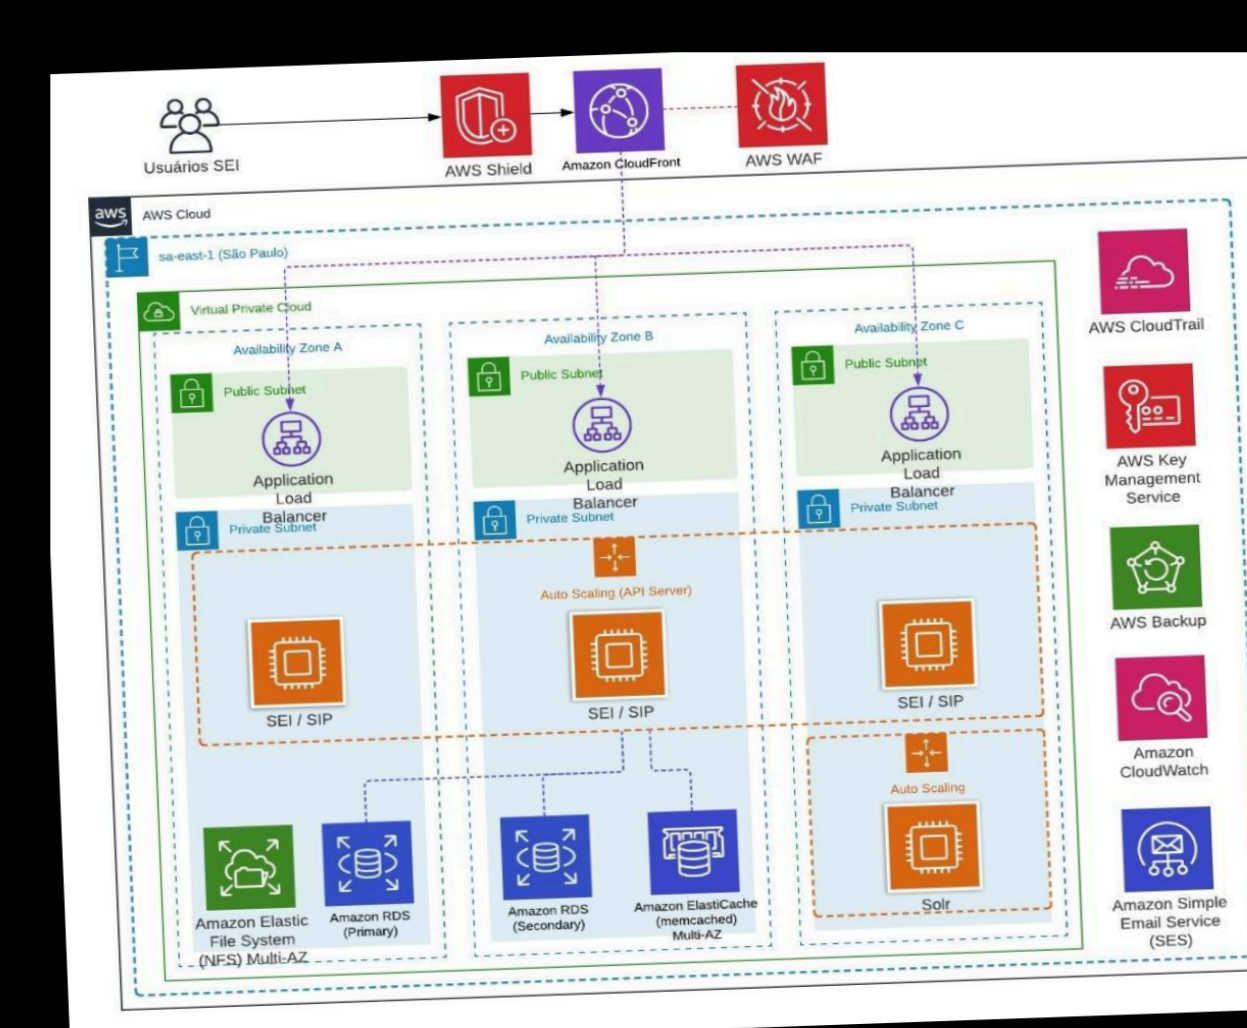 Usuários SEI
AWS Shield
Amazon CloudFront
AWS WAF
aws
AWS Cloud
sa-east-1 (São Paulo)
Virtual Private Cloud
Availability Zone A
Availability Zone B
Availability Zone C
Public Subnet
Public Subnet
Public Subnet
Application
Load
Balancer
Application
Load
Balancer
Application
Load
Balancer
Private Subnet
Private Subnet
Private Subnet
Auto Scaling (API Server)
SEI / SIP
SEI / SIP
SEI / SIP
Auto Scaling
Solr
Amazon Elastic
File System
(NFS) Multi-AZ
Amazon RDS
(Primary)
Amazon RDS
(Secondary)
Amazon ElastiCache
(memcached)
Multi-AZ
AWS CloudTrail
AWS Key
Management
Service
AWS Backup
Amazon
CloudWatch
Amazon Simple
Email Service
(SES)